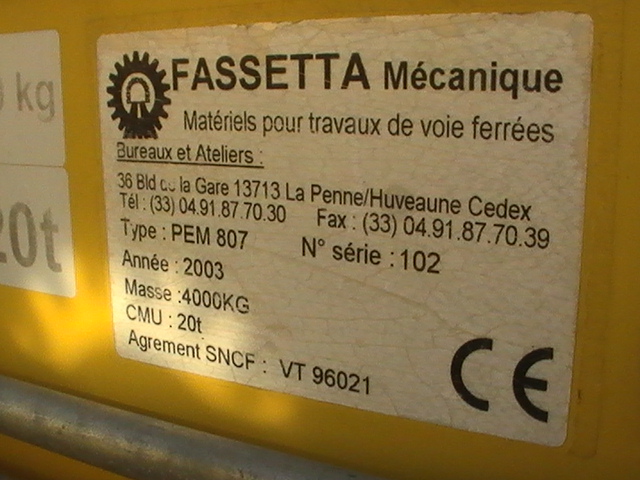 FASSETTA Mécanique
Matériels pour travaux de voie ferrées
Bureaux et Ateliers :
36 Bld de la Gare 13713 La Penne/Huveaune Cedex
Tél : (33) 04.91.87.70.30 Fax : (33) 04.91.87.70.39
Type : PEM 807 N° série : 102
Année : 2003
Masse :4000KG
CMU : 20t
Agrement SNCF : VT 96021
CE
kg
20t